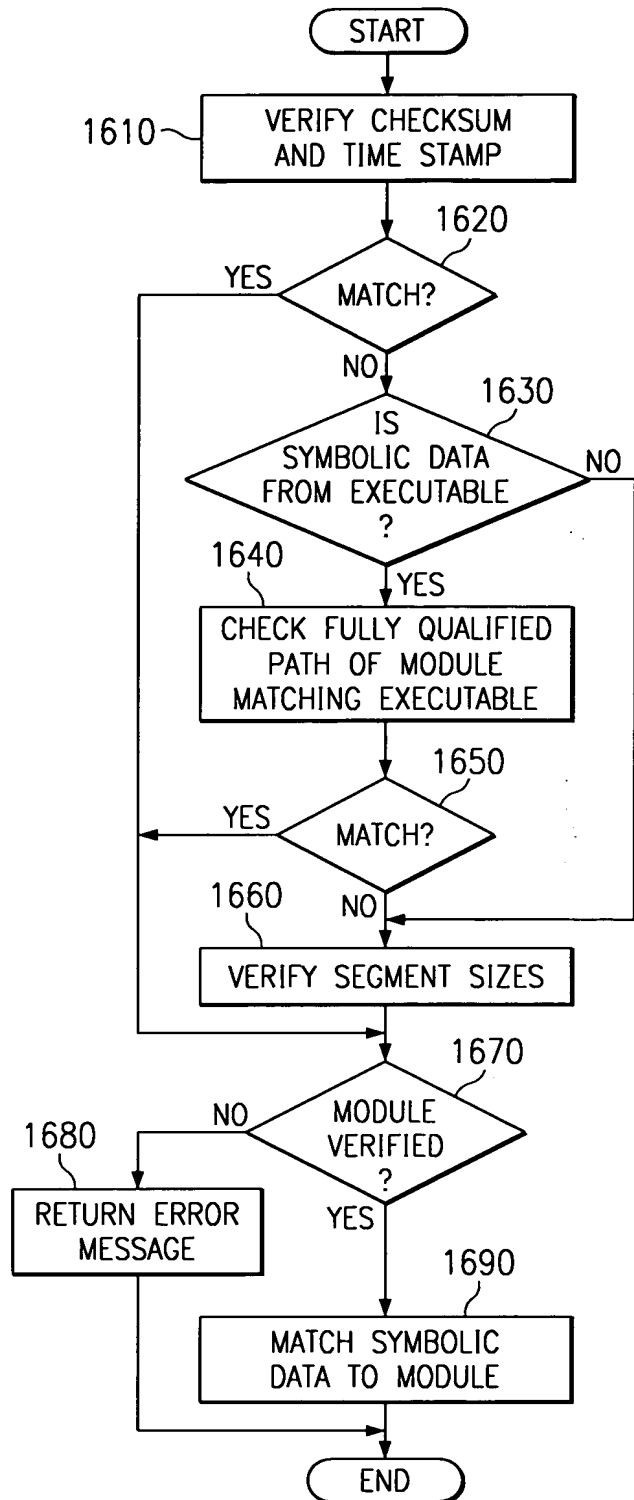 START
1610
VERIFY CHECKSUM
AND TIME STAMP
1620
YES
MATCH?
NO
1630
IS
SYMBOLIC DATA
FROM EXECUTABLE
?
NO
1640
YES
CHECK FULLY QUALIFIED
PATH OF MODULE
MATCHING EXECUTABLE
1650
YES
MATCH?
1660
NO
VERIFY SEGMENT SIZES
1670
NO
MODULE
VERIFIED
?
1680
YES
RETURN ERROR
MESSAGE
1690
MATCH SYMBOLIC
DATA TO MODULE
END